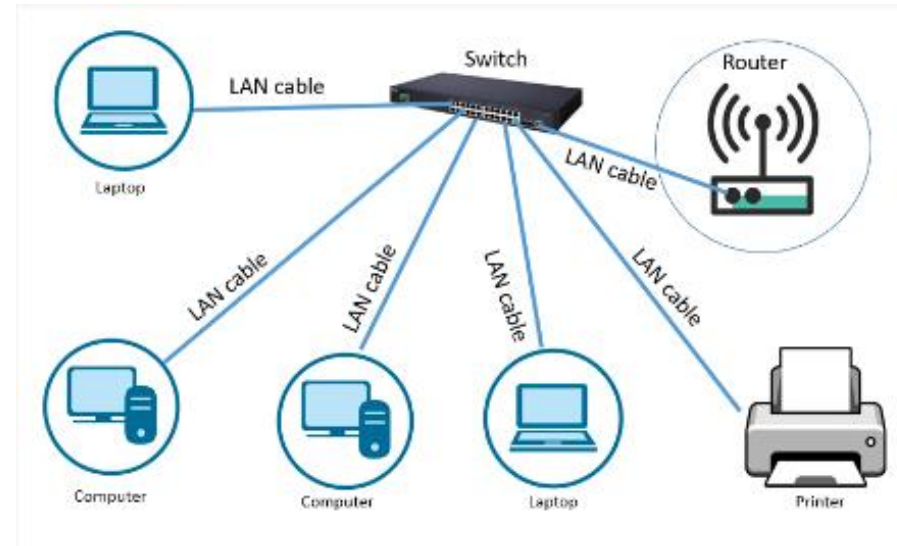 Switch
Router
LAN cable
Laptop
LAN cable
LAN cable
LAN cable
LAN cable
LAN cable
Computer
Computer
Laptop
Printer